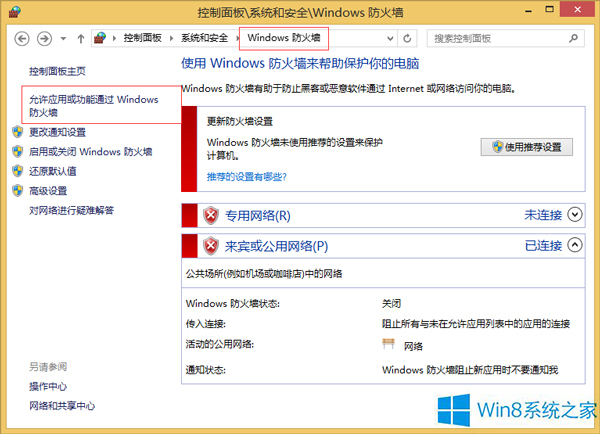 控制面板\系统和安全\Windows 防火墙
控制面板 系统和安全 Windows 防火墙 搜索控制面板
控制面板主页
允许应用或功能通过 Windows
防火墙
更改通知设置
启用或关闭 Windows 防火墙
还原默认值
高级设置
对网络进行疑难解答
使用 Windows 防火墙来帮助保护你的电脑
Windows 防火墙有助于防止黑客或恶意软件通过 Internet 或网络访问你的电脑。
更新防火墙设置
Windows 防火墙未使用推荐的设置来保护
计算机。
使用推荐设置
推荐的设置有哪些?
专用网络(R) 未连接
来宾或公用网络(P) 已连接
公共场所(例如机场或咖啡店)中的网络
Windows 防火墙状态: 关闭
传入连接: 阻止所有与未在允许应用列表中的应用的连接
活动的公用网络: 网络
通知状态: Windows 防火墙阻止新应用时不要通知我
另请参阅
操作中心
网络和共享中心
Win8系统之家